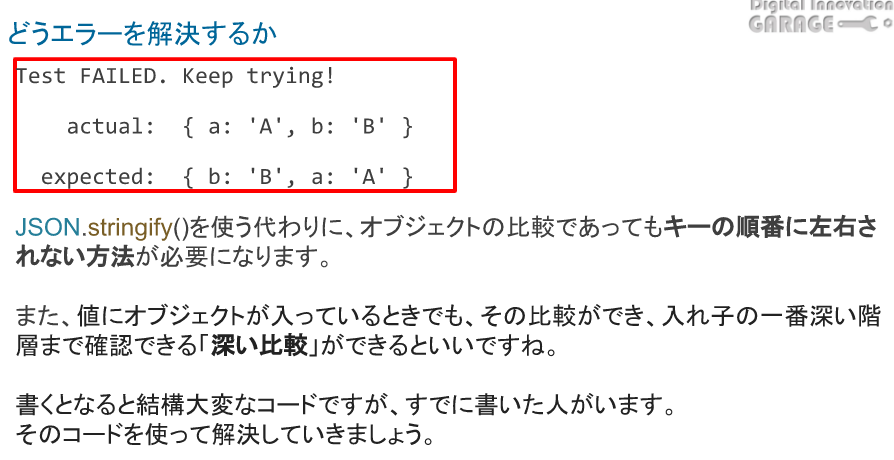 Digital Innovation
GARAGE
どうエラーを解決するか
Test FAILED. Keep trying!
actual: { a: 'A', b: 'B' }
expected: { b: 'B', a: 'A' }
JSON.stringify()を使う代わりに、オブジェクトの比較であってもキーの順番に左右さ
れない方法が必要になります。
また、値にオブジェクトが入っているときでも、その比較ができ、入れ子の一番深い階
層まで確認できる「深い比較」ができるといいですね。
書くとなると結構大変なコードですが、すでに書いた人がいます。
そのコードを使って解決していきましょう。